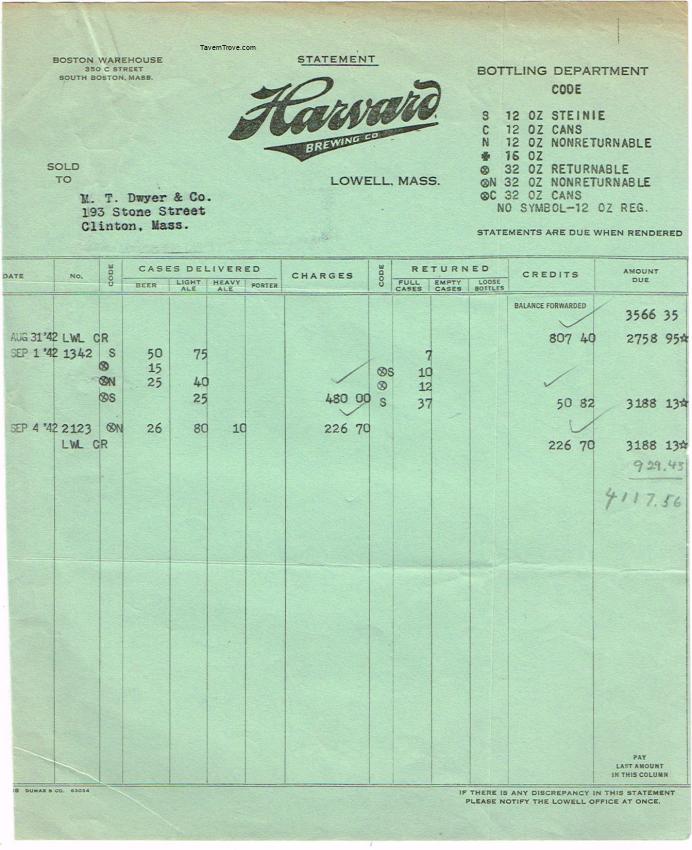 TavernTrove.com
BOSTON WAREHOUSE
350 C STREET
SOUTH BOSTON, MASS.
STATEMENT
Harvard
BREWING CO.
LOWELL, MASS.
BOTTLING DEPARTMENT
CODE
S 12 OZ STEINIE
C 12 OZ CANS
N 12 OZ NONRETURNABLE
✠ 16 OZ
⊗ 32 OZ RETURNABLE
⊗N 32 OZ NONRETURNABLE
⊗C 32 OZ CANS
NO SYMBOL-12 OZ REG.
STATEMENTS ARE DUE WHEN RENDERED
SOLD
TO
M. T. Dwyer & Co.
193 Stone Street
Clinton, Mass.
DATE No. CODE CASES DELIVERED CHARGES CODE RETURNED CREDITS AMOUNT DUE
BEER LIGHT ALE HEAVY ALE PORTER FULL CASES EMPTY CASES LOOSE BOTTLES
BALANCE FORWARDED 3566 35
AUG 31 '42 LWL CR 807 40 2758 95☆
SEP 1 '42 1342 S 50 75 7
⊗ 15 ⊗S 10
⊗N 25 40 ⊗ 12
⊗S 25 480 00 S 37 50 82 3188 13☆
SEP 4 '42 2123 ⊗N 26 80 10 226 70
LWL CR 226 70 3188 13☆
929.43
4117.56
PAY
LAST AMOUNT
IN THIS COLUMN
DUMAS & CO. 63054
IF THERE IS ANY DISCREPANCY IN THIS STATEMENT
PLEASE NOTIFY THE LOWELL OFFICE AT ONCE.